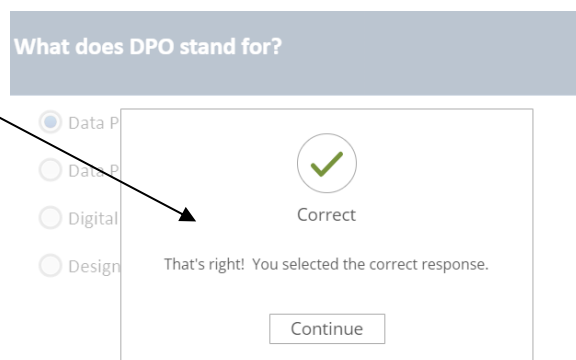 What does DPO stand for?
Data P
Data P
Digital
Design
Correct
That's right! You selected the correct response.
Continue